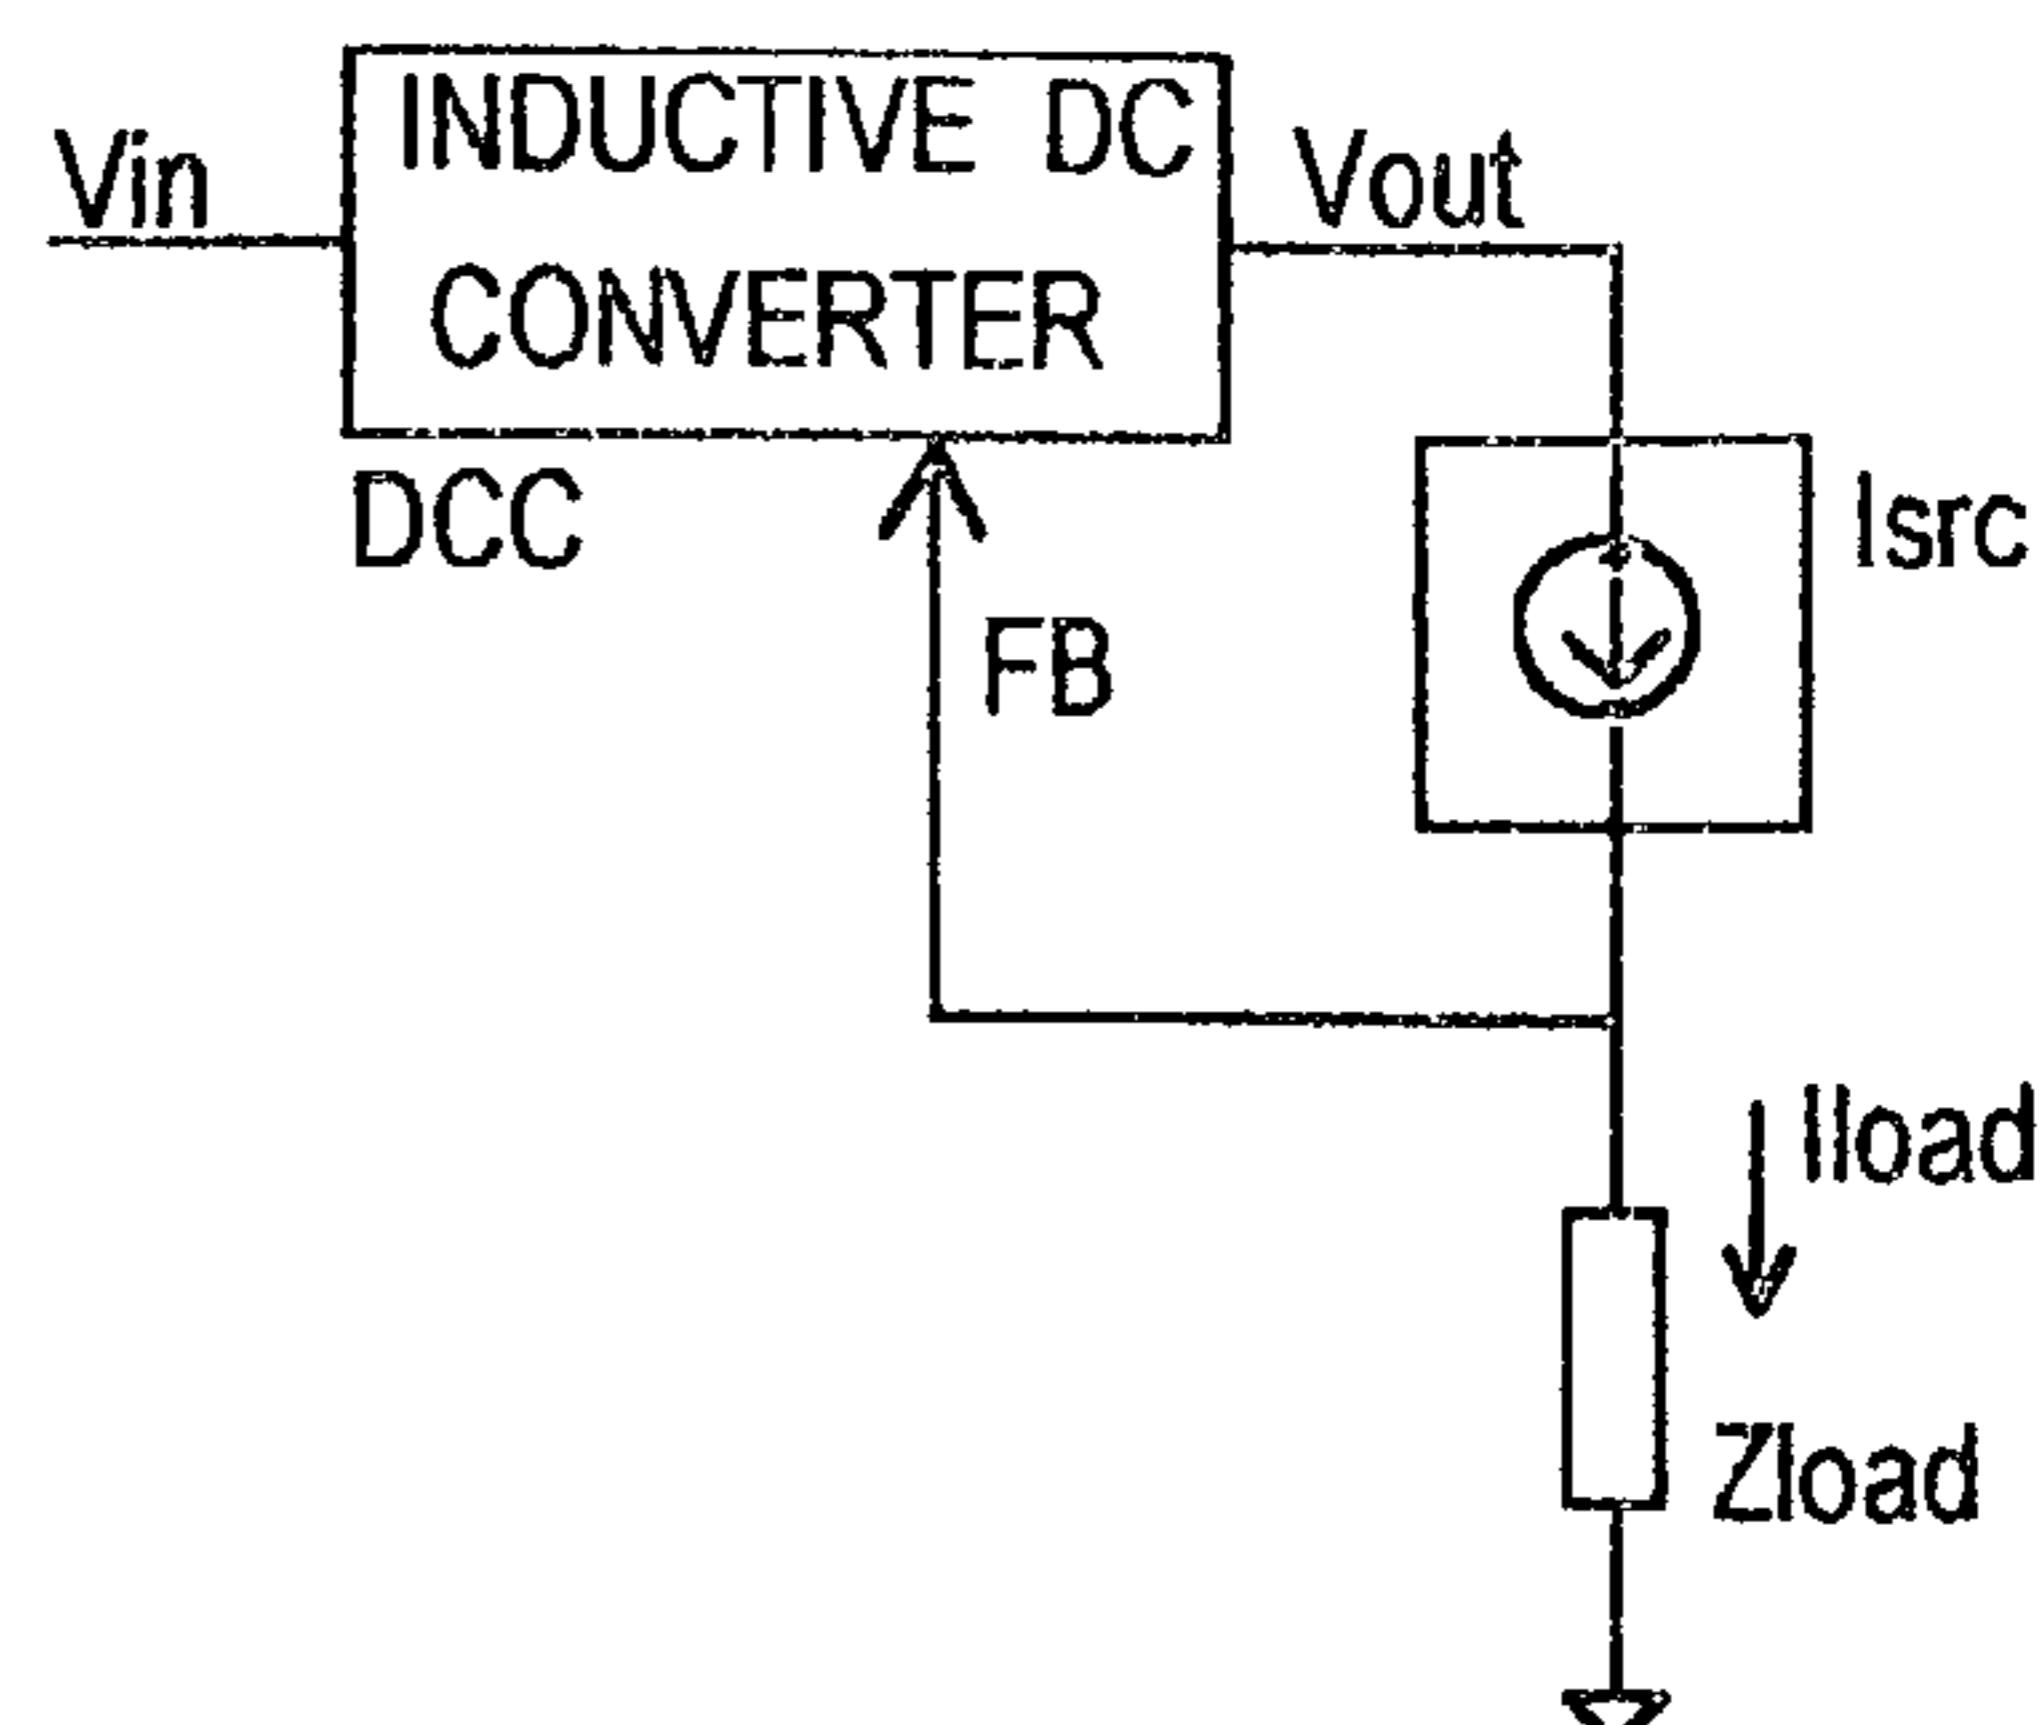 Vin
INDUCTIVE DC
CONVERTER
Vout
DCC
Isrc
FB
Iload
Zload